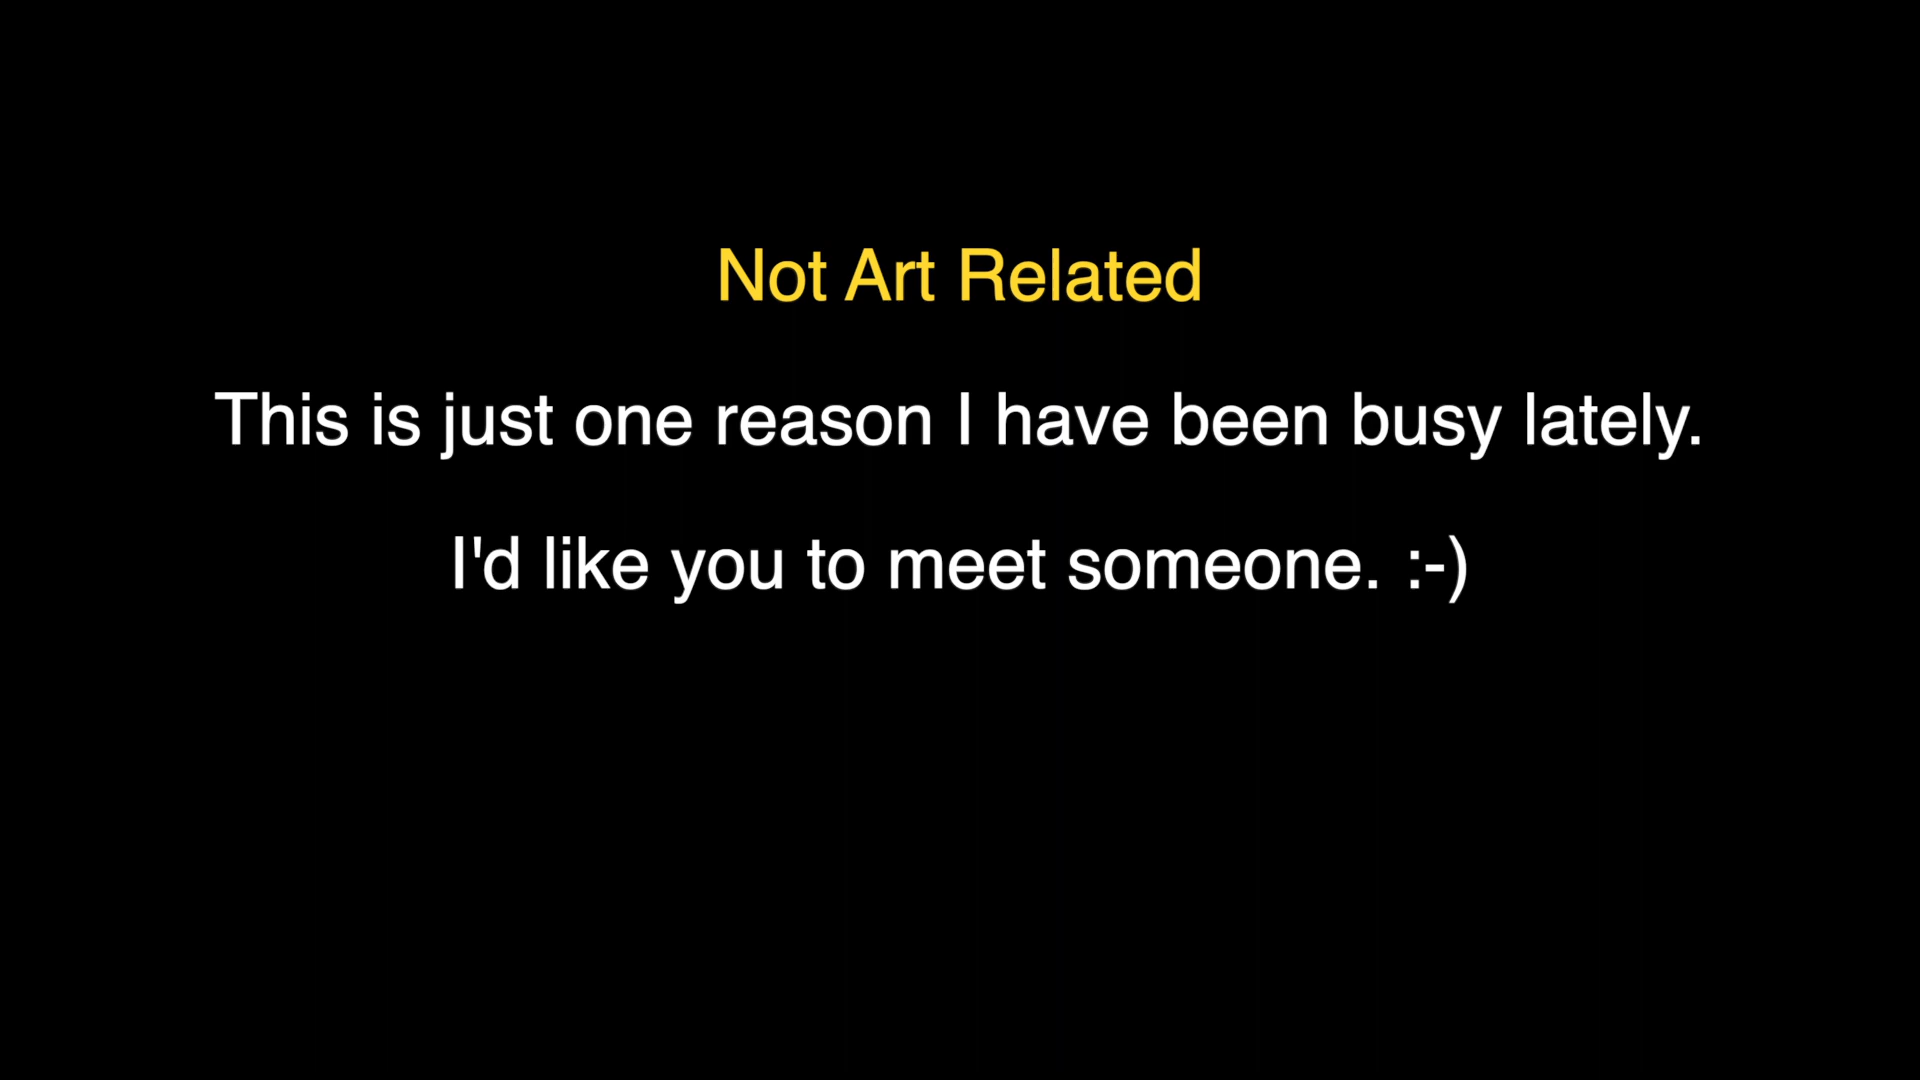 Not Art Related
This is just one reason I have been busy lately.
I'd like you to meet someone. :-)